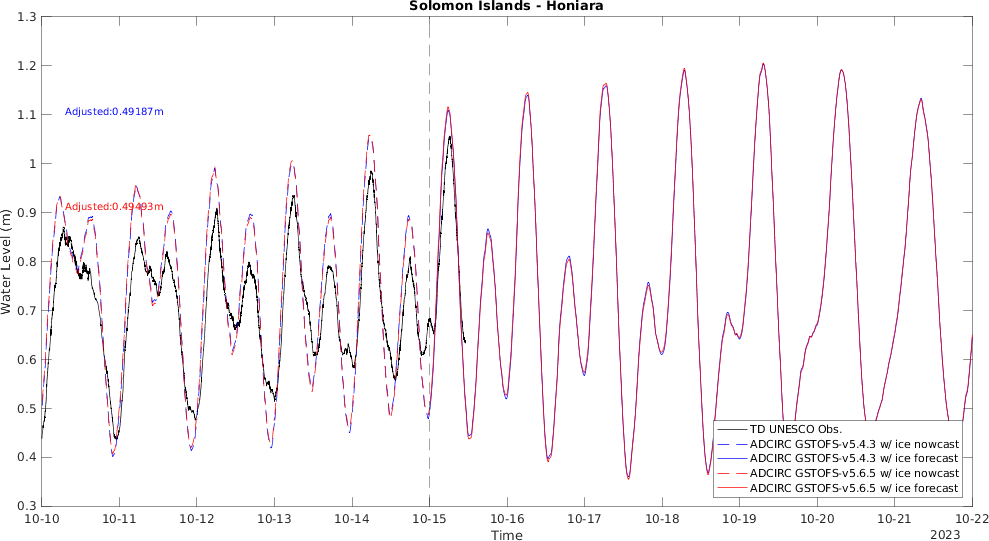 Solomon Islands - Honiara
1.3
1.2
1.1
1
0.9
0.8
0.7
0.6
0.5
0.4
0.3
Water Level (m)
Adjusted:0.49187m
Adjusted:0.49493m
TD UNESCO Obs.
ADCIRC GSTOFS-v5.4.3 w/ ice nowcast
ADCIRC GSTOFS-v5.4.3 w/ ice forecast
ADCIRC GSTOFS-v5.6.5 w/ ice nowcast
ADCIRC GSTOFS-v5.6.5 w/ ice forecast
10-10 10-11 10-12 10-13 10-14 10-15 10-16 10-17 10-18 10-19 10-20 10-21 10-22
Time
2023